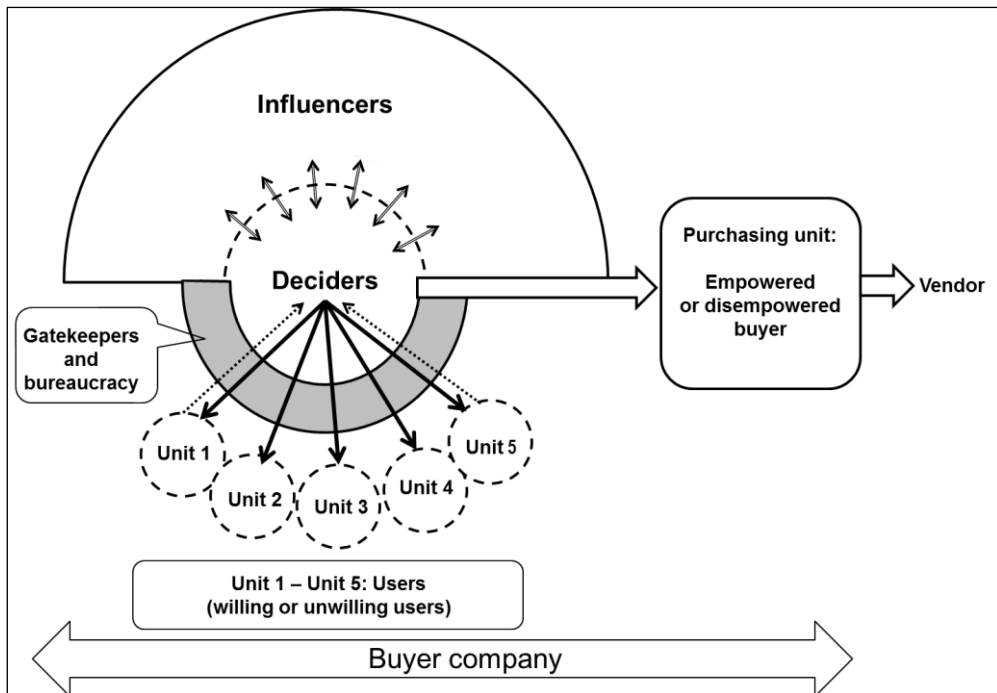 Influencers
Deciders
Purchasing unit:
Empowered
or disempowered
buyer
Vendor
Gatekeepers
and
bureaucracy
Unit 1
Unit 2
Unit 3
Unit 4
Unit 5
Unit 1 – Unit 5: Users
(willing or unwilling users)
Buyer company